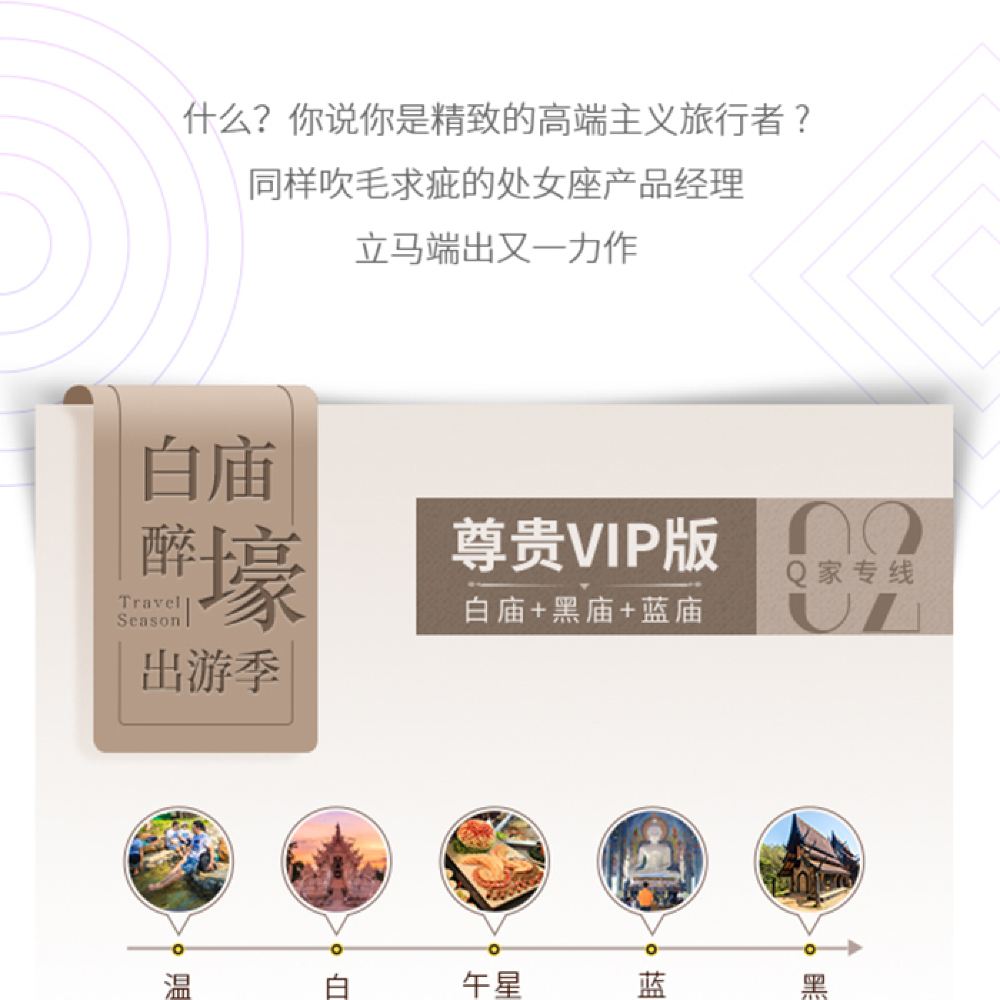 什么？你说你是精致的高端主义旅行者？
同样吹毛求疵的处女座产品经理
立马端出又一力作
白庙
醉壕
Travel
Season
出游季
尊贵VIP版
白庙+黑庙+蓝庙
02
Q家专线
温
白
午星
蓝
黑